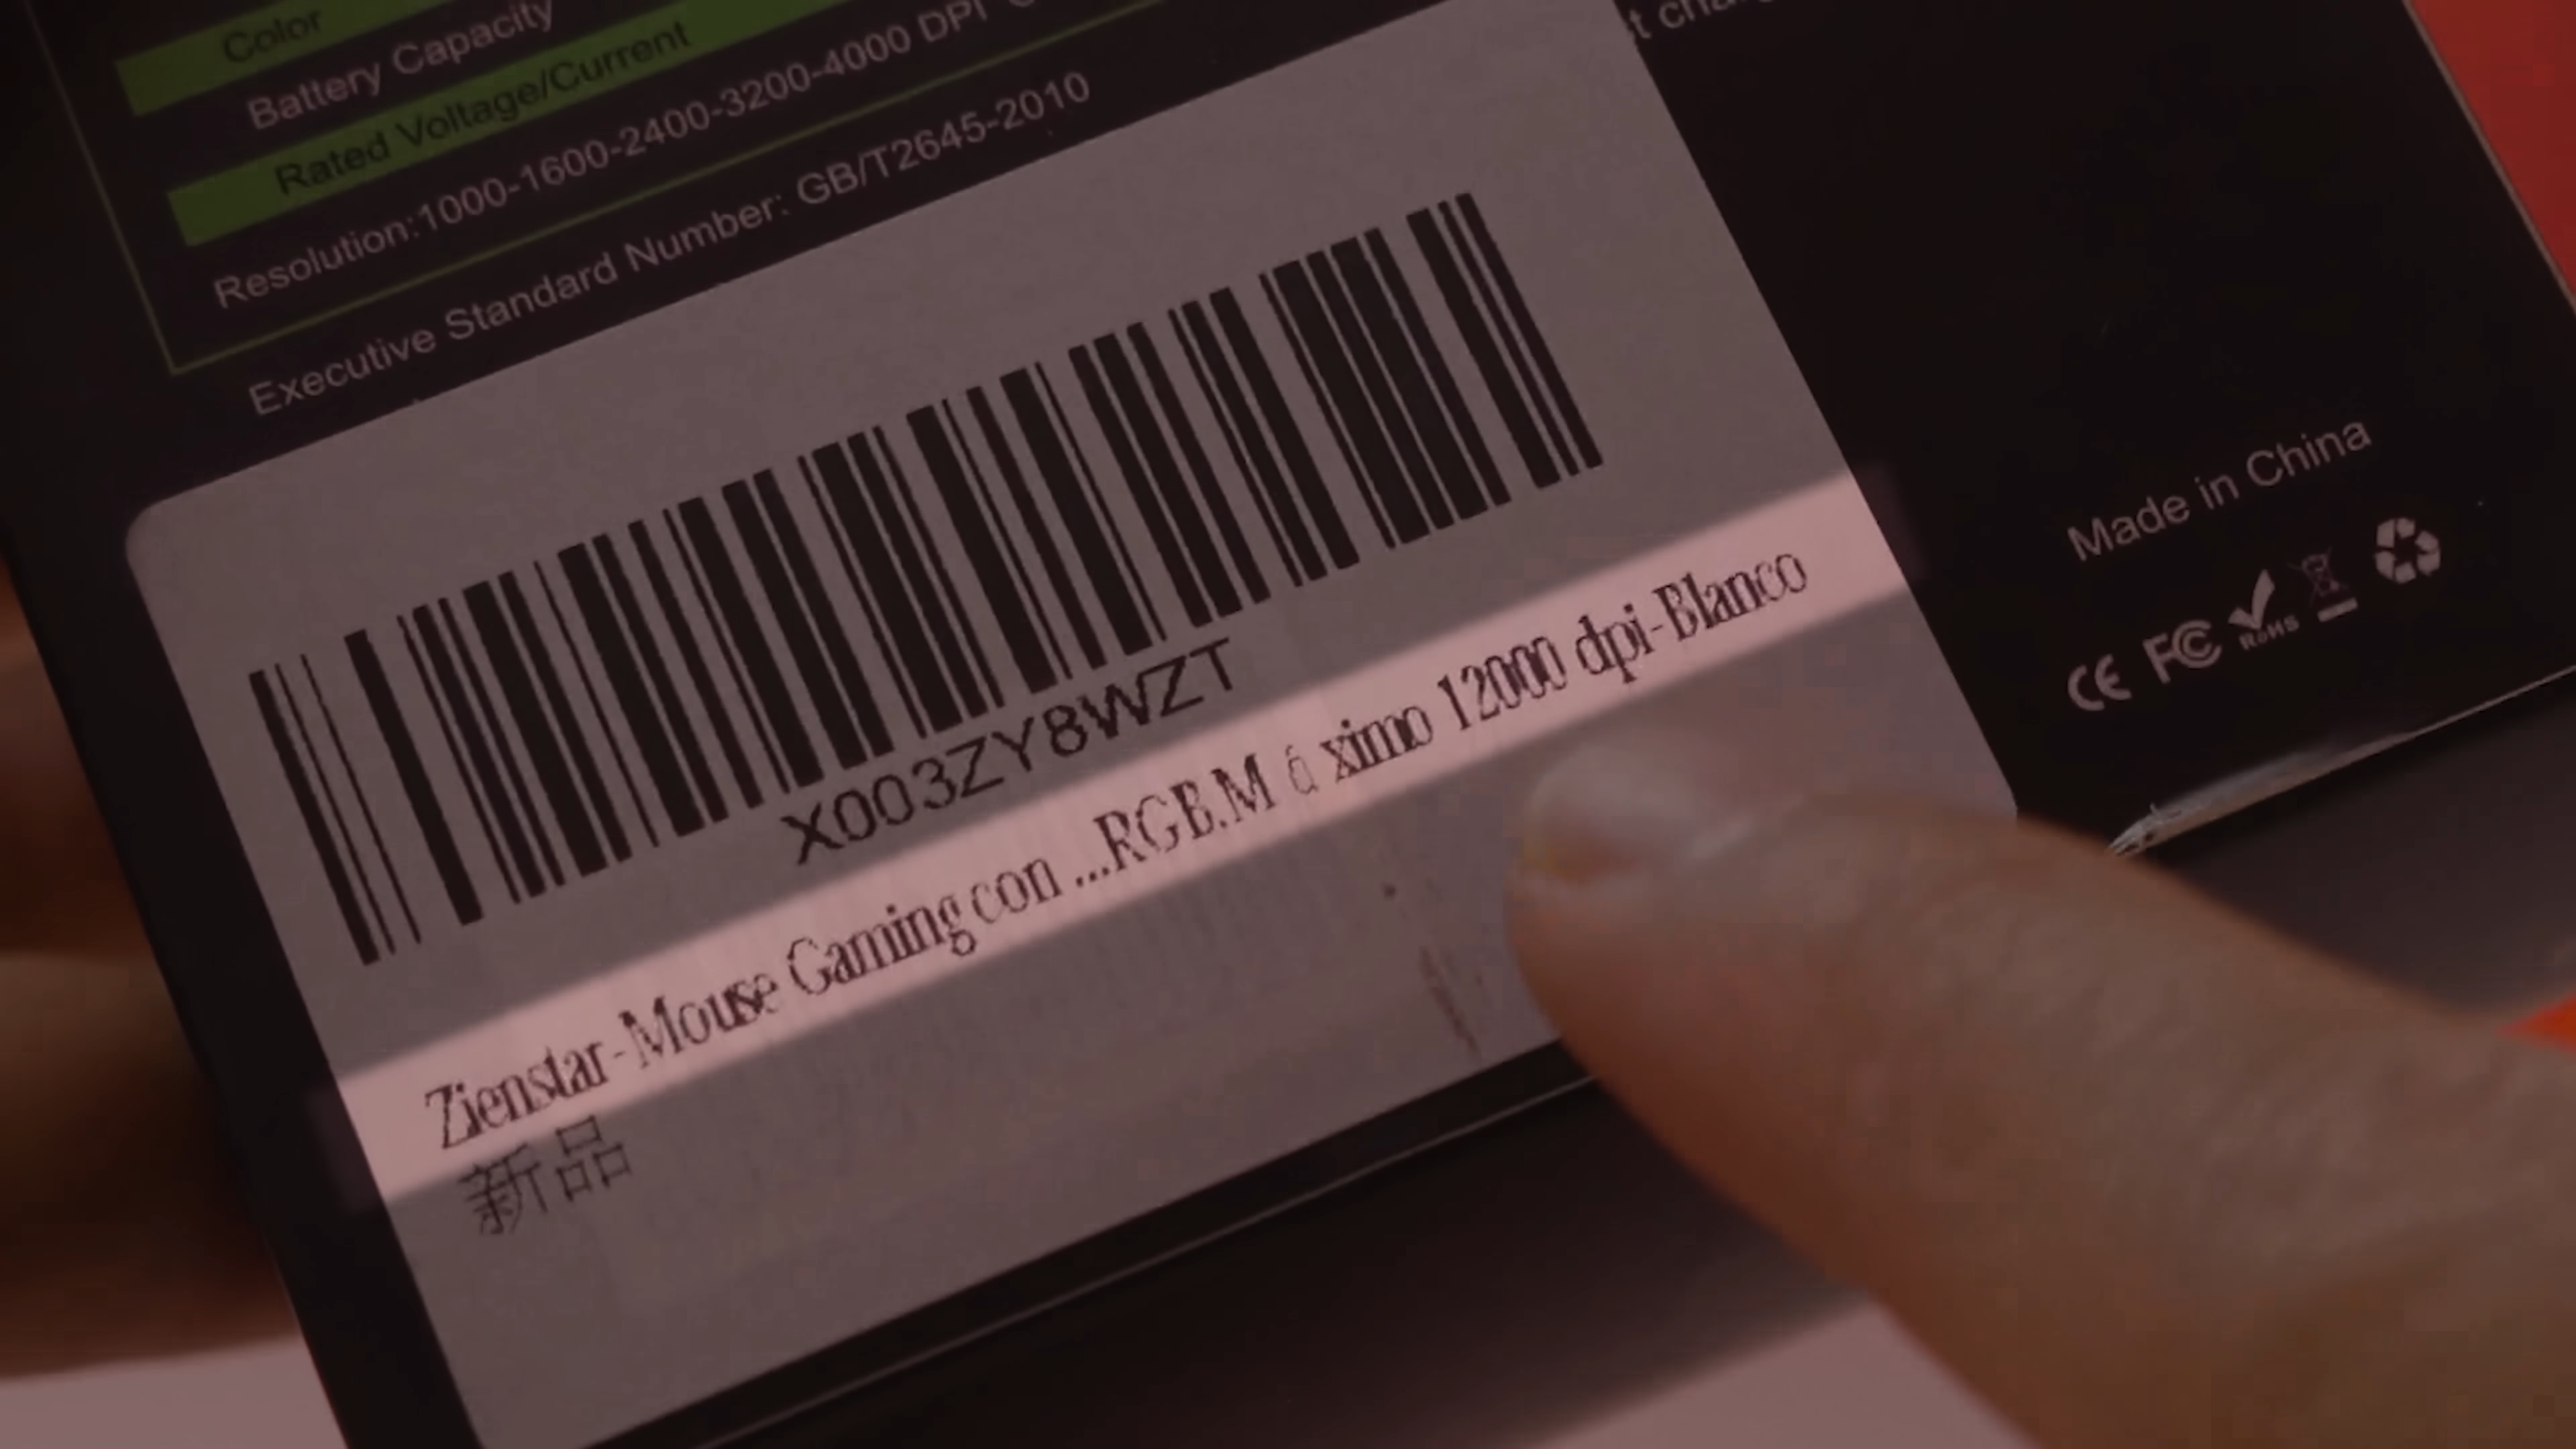 Color
Battery Capacity
Rated Voltage/Current
Resolution:1000-1600-2400-3200-4000 DPI
Executive Standard Number: GB/T2645-2010
X003ZY8WZT
Zienstar-Mouse Gaming con ...RGB.M á ximo 12000 dpi-Blanco
新品
Made in China
CE FC RoHS